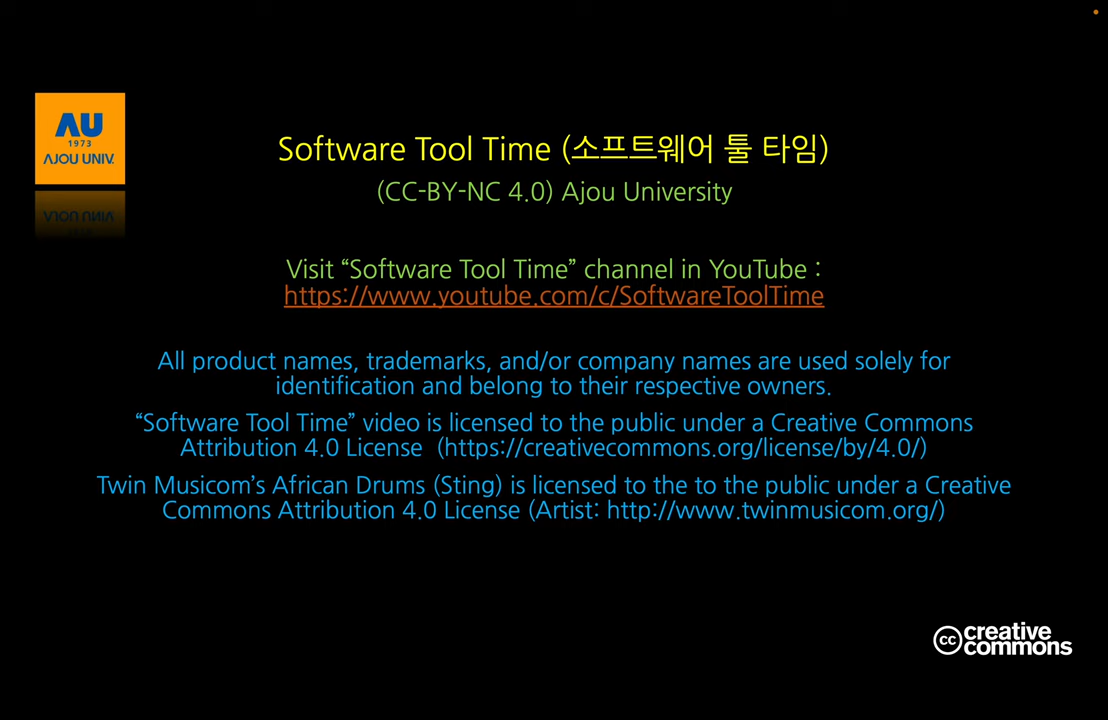 AU
1973
AJOU UNIV.
Software Tool Time (소프트웨어 툴 타임)
(CC-BY-NC 4.0) Ajou University
Visit “Software Tool Time” channel in YouTube :
https://www.youtube.com/c/SoftwareToolTime
All product names, trademarks, and/or company names are used solely for
identification and belong to their respective owners.
“Software Tool Time” video is licensed to the public under a Creative Commons
Attribution 4.0 License (https://creativecommons.org/license/by/4.0/)
Twin Musicom’s African Drums (Sting) is licensed to the to the public under a Creative
Commons Attribution 4.0 License (Artist: http://www.twinmusicom.org/)
cc creative
commons